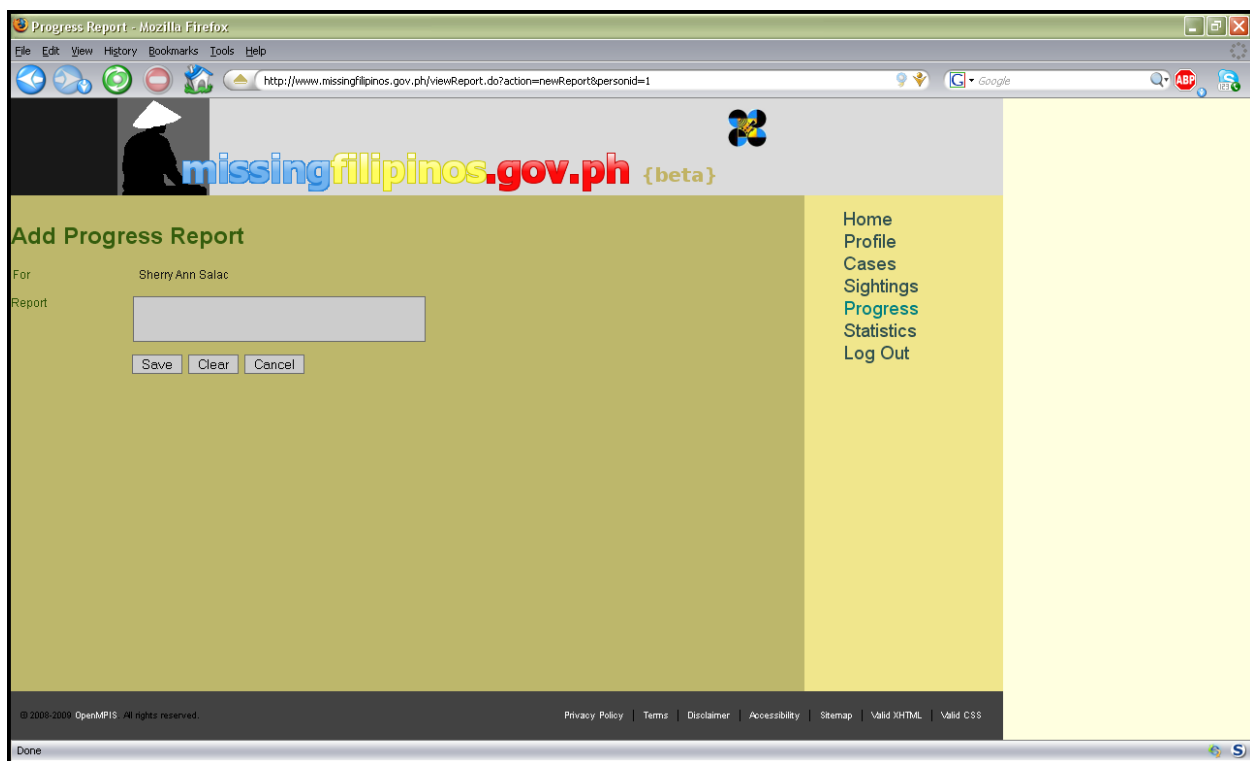 Progress Report - Mozilla Firefox
File Edit View History Bookmarks Tools Help
http://www.missingfilipinos.gov.ph/viewReport.do?action=newReport&personid=1
G Google
ABP
123
missingfilipinos.gov.ph {beta}
Add Progress Report
For Sherry Ann Salac
Report
Save Clear Cancel
Home
Profile
Cases
Sightings
Progress
Statistics
Log Out
© 2008-2009 OpenMPIS. All rights reserved. Privacy Policy | Terms | Disclaimer | Accessibility | Sitemap | Valid XHTML | Valid CSS
Done
S